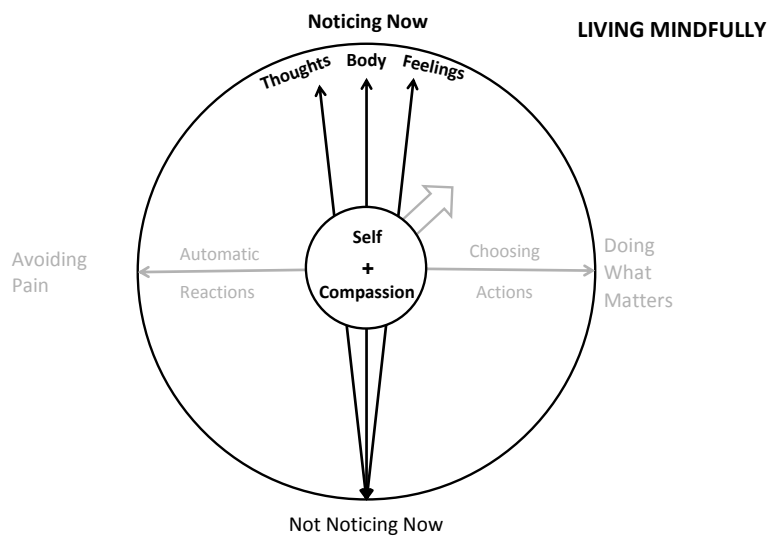 Noticing Now
LIVING MINDFULLY
Thoughts Body Feelings
Avoiding
Pain
Automatic
Reactions
Self
+
Compassion
Choosing
Actions
Doing
What
Matters
Not Noticing Now